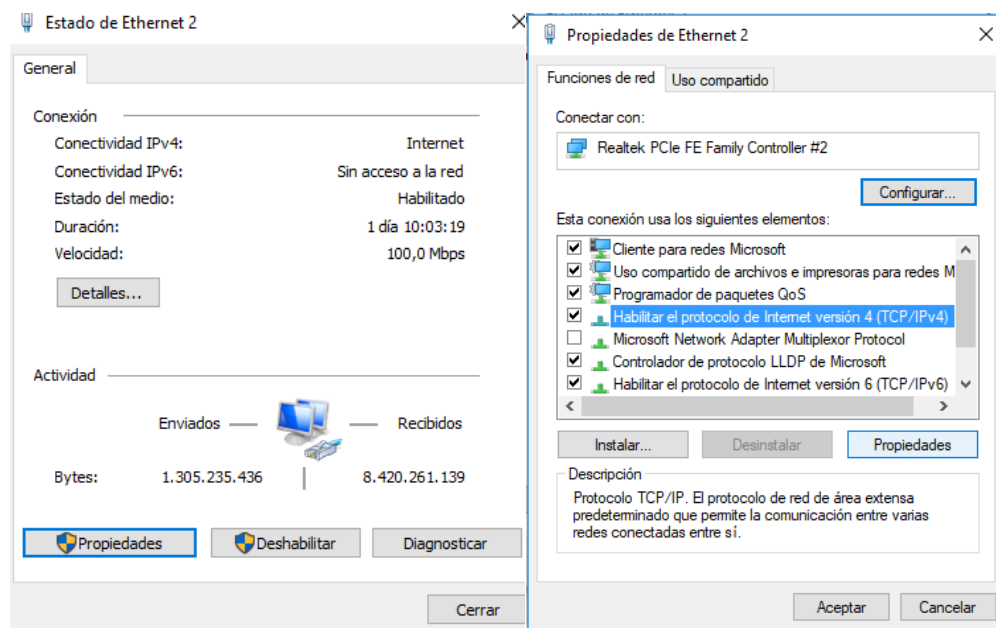 Estado de Ethernet 2
General
Conexión
Conectividad IPv4: Internet
Conectividad IPv6: Sin acceso a la red
Estado del medio: Habilitado
Duración: 1 día 10:03:19
Velocidad: 100,0 Mbps
Detalles...
Actividad
Enviados Recibidos
Bytes: 1.305.235.436 8.420.261.139
Propiedades Deshabilitar Diagnosticar
Cerrar
Propiedades de Ethernet 2
Funciones de red Uso compartido
Conectar con:
Realtek PCIe FE Family Controller #2
Configurar...
Esta conexión usa los siguientes elementos:
Cliente para redes Microsoft
Uso compartido de archivos e impresoras para redes M
Programador de paquetes QoS
Habilitar el protocolo de Internet versión 4 (TCP/IPv4)
Microsoft Network Adapter Multiplexor Protocol
Controlador de protocolo LLDP de Microsoft
Habilitar el protocolo de Internet versión 6 (TCP/IPv6)
Instalar... Desinstalar Propiedades
Descripción
Protocolo TCP/IP. El protocolo de red de área extensa
predeterminado que permite la comunicación entre varias
redes conectadas entre sí.
Aceptar Cancelar